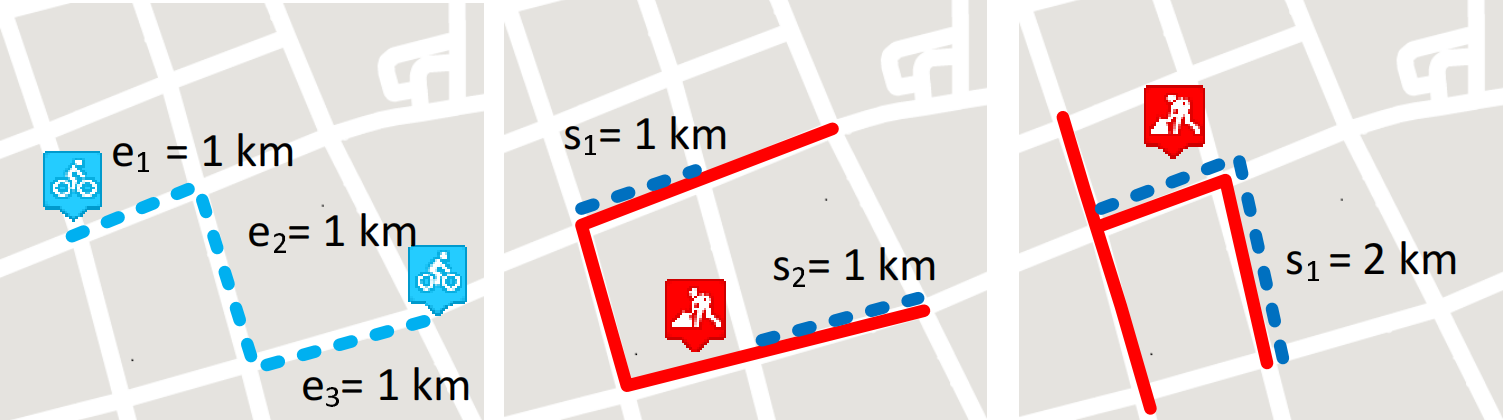 e₁ = 1 km
e₂= 1 km
e₃= 1 km
s₁= 1 km
s₂= 1 km
s₁ = 2 km